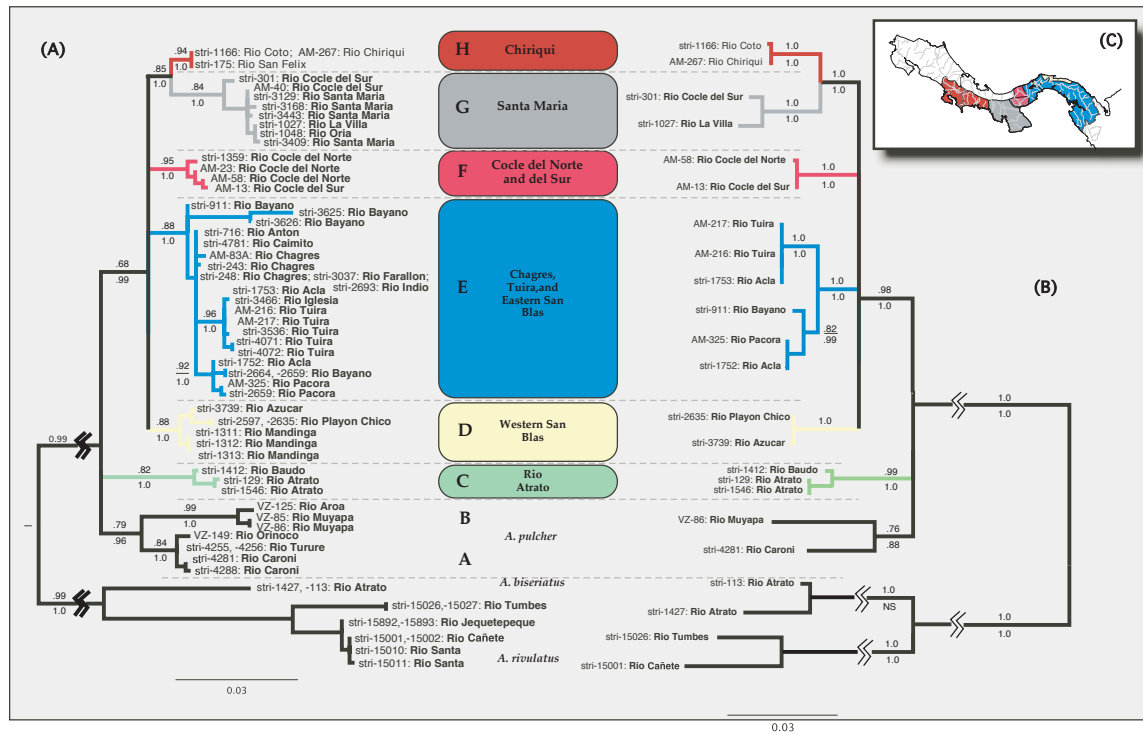 (A)
.94
1.0
stri-1166: Rio Coto; AM-267: Rio Chiriqui
stri-175: Rio San Felix
.85
1.0
.84
1.0
stri-301: Rio Cocle del Sur
AM-40: Rio Cocle del Sur
stri-3129: Rio Santa Maria
stri-3168: Rio Santa Maria
stri-3443: Rio Santa Maria
stri-1027: Rio La Villa
stri-1048: Rio Oria
stri-3409: Rio Santa Maria
.95
1.0
stri-1359: Rio Cocle del Norte
AM-23: Rio Cocle del Norte
AM-58: Rio Cocle del Norte
AM-13: Rio Cocle del Sur
.88
1.0
stri-911: Rio Bayano
stri-3625: Rio Bayano
stri-3626: Rio Bayano
stri-716: Rio Anton
stri-4781: Rio Caimito
AM-83A: Rio Chagres
stri-243: Rio Chagres
stri-248: Rio Chagres; stri-3037: Rio Farallon;
stri-2693: Rio Indio
.68
.99
.96
1.0
stri-1753: Rio Acla
stri-3466: Rio Iglesia
AM-216: Rio Tuira
AM-217: Rio Tuira
stri-3536: Rio Tuira
stri-4071: Rio Tuira
stri-4072: Rio Tuira
.92
1.0
stri-1752: Rio Acla
stri-2664, -2659: Rio Bayano
AM-325: Rio Pacora
stri-2659: Rio Pacora
.88
1.0
stri-3739: Rio Azucar
stri-2597, -2635: Rio Playon Chico
stri-1311: Rio Mandinga
stri-1312: Rio Mandinga
stri-1313: Rio Mandinga
0.99
.82
1.0
stri-1412: Rio Baudo
stri-129: Rio Atrato
stri-1546: Rio Atrato
.79
.96
.99
1.0
VZ-125: Rio Aroa
VZ-85: Rio Muyapa
VZ-86: Rio Muyapa
.84
1.0
VZ-149: Rio Orinoco
stri-4255, -4256: Rio Turure
stri-4281: Rio Caroni
stri-4288: Rio Caroni
.99
1.0
stri-1427, -113: Rio Atrato
stri-15026,-15027: Rio Tumbes
stri-15892,-15893: Rio Jequetepeque
stri-15001,-15002: Rio Cañete
stri-15010: Rio Santa
stri-15011: Rio Santa
0.03
H Chiriqui
G Santa Maria
F Cocle del Norte
and del Sur
E Chagres,
Tuira,and
Eastern San
Blas
D Western San
Blas
C Rio
Atrato
B
A. pulcher
A
A. biseriatus
A. rivulatus
(B)
stri-1166: Rio Coto
AM-267: Rio Chiriqui
1.0
1.0
1.0
1.0
stri-301: Rio Cocle del Sur
stri-1027: Rio La Villa
1.0
1.0
AM-58: Rio Cocle del Norte
AM-13: Rio Cocle del Sur
1.0
1.0
AM-217: Rio Tuira
AM-216: Rio Tuira
stri-1753: Rio Acla
1.0
1.0
1.0
1.0
stri-911: Rio Bayano
AM-325: Rio Pacora
stri-1752: Rio Acla
.82
.99
.98
1.0
stri-2635: Rio Playon Chico
stri-3739: Rio Azucar
1.0
1.0
1.0
stri-1412: Rio Baudo
stri-129: Rio Atrato
stri-1546: Rio Atrato
.99
1.0
VZ-86: Rio Muyapa
stri-4281: Rio Caroni
.76
.88
stri-113: Rio Atrato
stri-1427: Rio Atrato
1.0
NS
1.0
1.0
stri-15026: Rio Tumbes
stri-15001: Rio Cañete
1.0
1.0
0.03
(C)